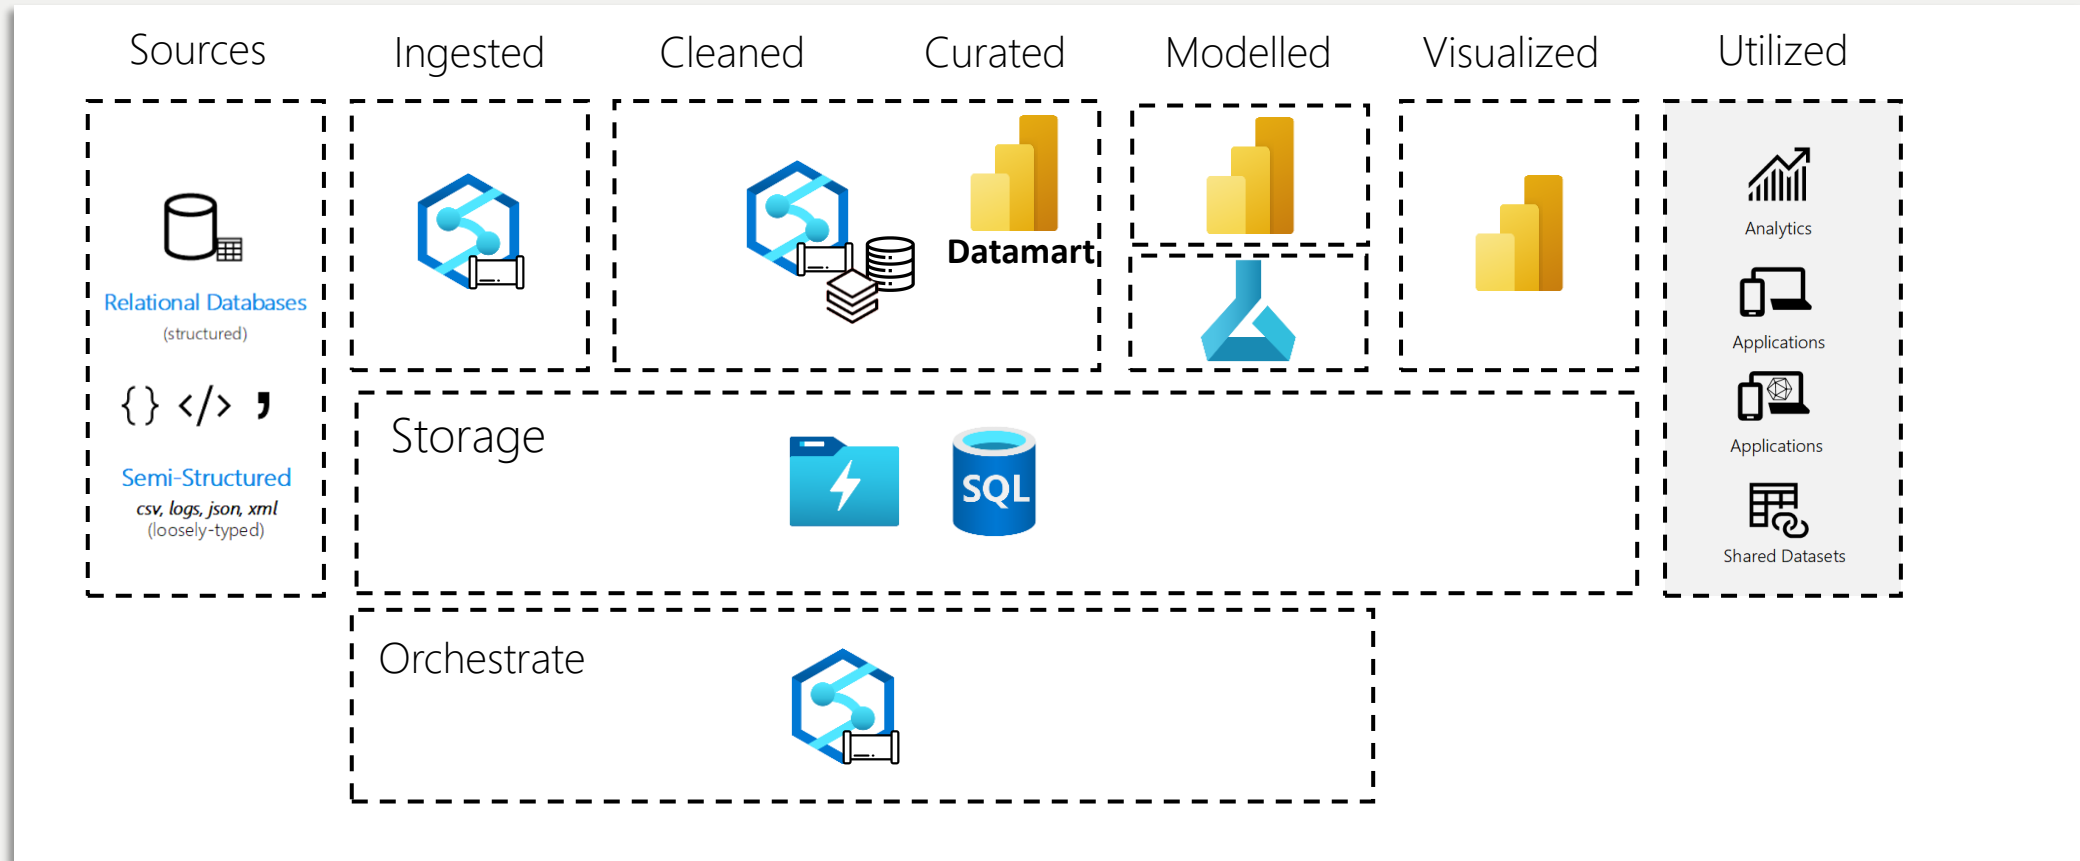 Sources
Ingested
Cleaned
Curated
Modelled
Visualized
Utilized
Relational Databases
(structured)
{} </> ,
Semi-Structured
csv, logs, json, xml
(loosely-typed)
Datamart
Analytics
Applications
Applications
Shared Datasets
Storage
SQL
Orchestrate